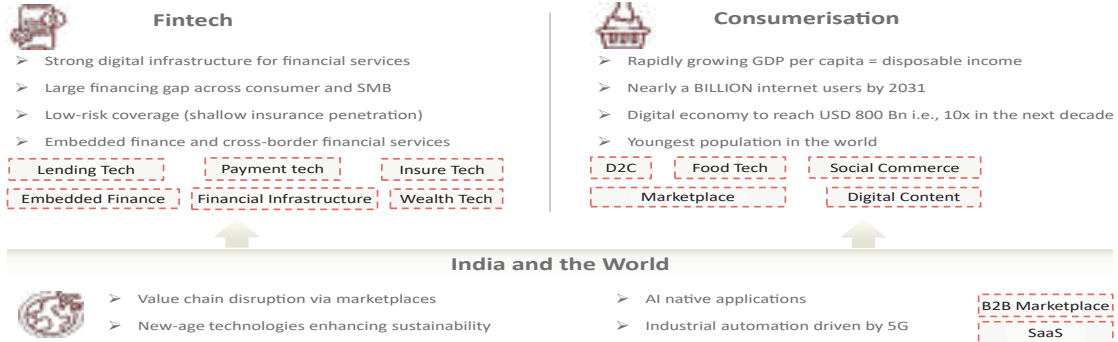 Fintech
➢ Strong digital infrastructure for financial services
➢ Large financing gap across consumer and SMB
➢ Low-risk coverage (shallow insurance penetration)
➢ Embedded finance and cross-border financial services
Lending Tech
Payment tech
Insure Tech
Embedded Finance
Financial Infrastructure
Wealth Tech
Consumerisation
➢ Rapidly growing GDP per capita = disposable income
➢ Nearly a BILLION internet users by 2031
➢ Digital economy to reach USD 800 Bn i.e., 10x in the next decade
➢ Youngest population in the world
D2C
Food Tech
Social Commerce
Marketplace
Digital Content
India and the World
➢ Value chain disruption via marketplaces
➢ New-age technologies enhancing sustainability
➢ AI native applications
➢ Industrial automation driven by 5G
B2B Marketplace
SaaS